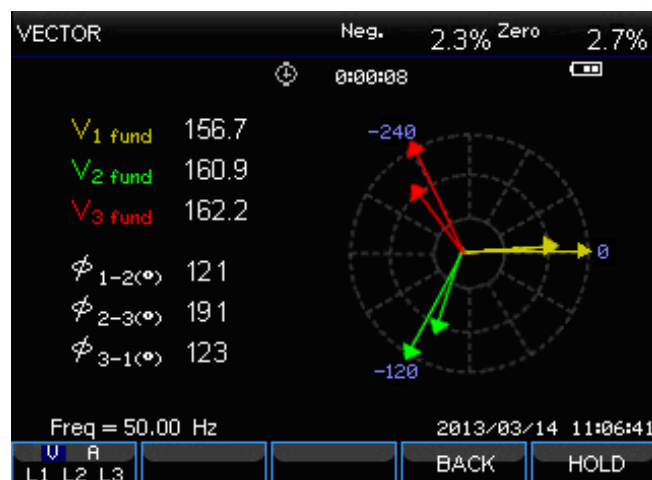 VECTOR Neg. 2.3% Zero 2.7%
0:00:08
V1 fund 156.7
V2 fund 160.9
V3 fund 162.2
ϕ1-2(°) 121
ϕ2-3(°) 191
ϕ3-1(°) 123
-240
0
-120
Freq = 50.00 Hz 2013/03/14 11:06:41
V A
L1 L2 L3
BACK
HOLD